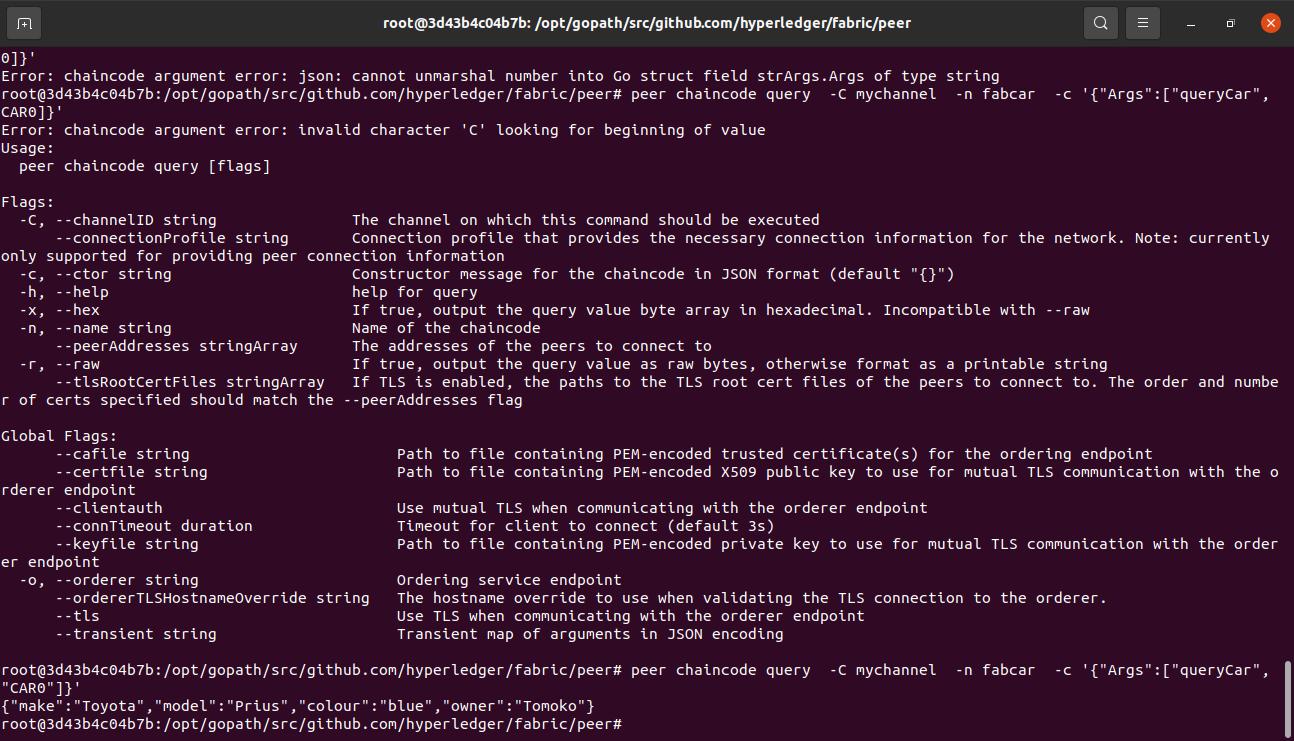 root@3d43b4c04b7b: /opt/gopath/src/github.com/hyperledger/fabric/peer
0]}'
Error: chaincode argument error: json: cannot unmarshal number into Go struct field strArgs.Args of type string
root@3d43b4c04b7b:/opt/gopath/src/github.com/hyperledger/fabric/peer# peer chaincode query  -C mychannel  -n fabcar  -c '{"Args":["queryCar",
CAR0]}'
Error: chaincode argument error: invalid character 'C' looking for beginning of value
Usage:
  peer chaincode query [flags]

Flags:
  -C, --channelID string               The channel on which this command should be executed
      --connectionProfile string       Connection profile that provides the necessary connection information for the network. Note: currently
only supported for providing peer connection information
  -c, --ctor string                    Constructor message for the chaincode in JSON format (default "{}")
  -h, --help                           help for query
  -x, --hex                            If true, output the query value byte array in hexadecimal. Incompatible with --raw
  -n, --name string                    Name of the chaincode
      --peerAddresses stringArray      The addresses of the peers to connect to
  -r, --raw                            If true, output the query value as raw bytes, otherwise format as a printable string
      --tlsRootCertFiles stringArray   If TLS is enabled, the paths to the TLS root cert files of the peers to connect to. The order and numbe
r of certs specified should match the --peerAddresses flag

Global Flags:
      --cafile string                       Path to file containing PEM-encoded trusted certificate(s) for the ordering endpoint
      --certfile string                     Path to file containing PEM-encoded X509 public key to use for mutual TLS communication with the o
rderer endpoint
      --clientauth                          Use mutual TLS when communicating with the orderer endpoint
      --connTimeout duration                Timeout for client to connect (default 3s)
      --keyfile string                      Path to file containing PEM-encoded private key to use for mutual TLS communication with the order
er endpoint
  -o, --orderer string                      Ordering service endpoint
      --ordererTLSHostnameOverride string   The hostname override to use when validating the TLS connection to the orderer.
      --tls                                 Use TLS when communicating with the orderer endpoint
      --transient string                    Transient map of arguments in JSON encoding

root@3d43b4c04b7b:/opt/gopath/src/github.com/hyperledger/fabric/peer# peer chaincode query  -C mychannel  -n fabcar  -c '{"Args":["queryCar",
"CAR0"]}'
{"make":"Toyota","model":"Prius","colour":"blue","owner":"Tomoko"}
root@3d43b4c04b7b:/opt/gopath/src/github.com/hyperledger/fabric/peer#